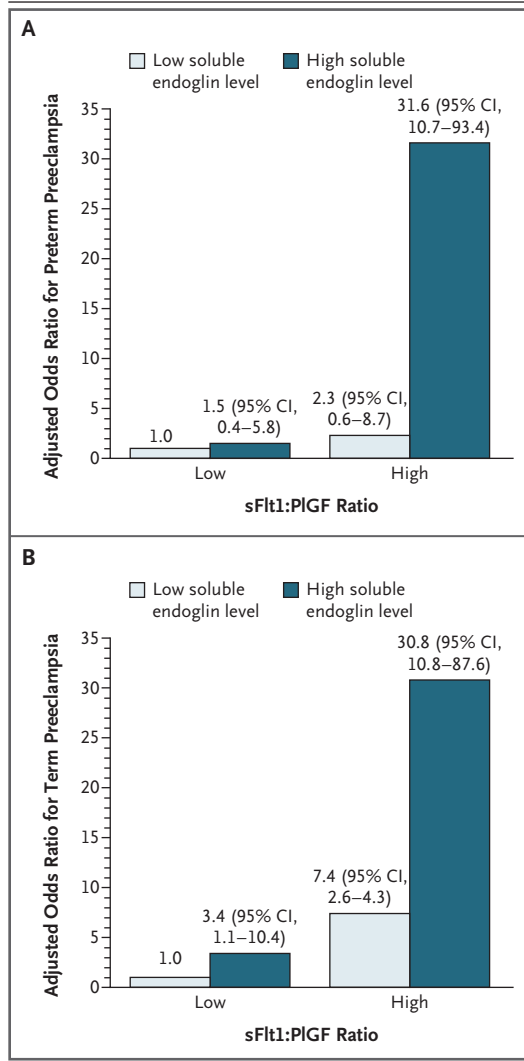 A
Low soluble
endoglin level
High soluble
endoglin level
Adjusted Odds Ratio for Preterm Preeclampsia
35
30
25
20
15
10
5
0
1.0
1.5 (95% CI,
0.4–5.8)
2.3 (95% CI,
0.6–8.7)
31.6 (95% CI,
10.7–93.4)
Low
High
sFlt1:PlGF Ratio
B
Low soluble
endoglin level
High soluble
endoglin level
Adjusted Odds Ratio for Term Preeclampsia
35
30
25
20
15
10
5
0
1.0
3.4 (95% CI,
1.1–10.4)
7.4 (95% CI,
2.6–4.3)
30.8 (95% CI,
10.8–87.6)
Low
High
sFlt1:PlGF Ratio